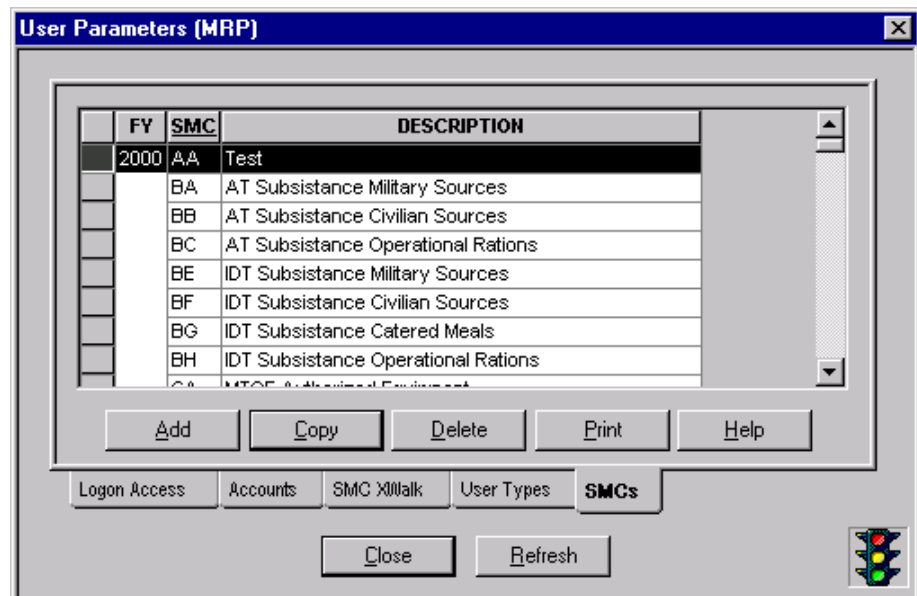 User Parameters (MRP)
FY SMC DESCRIPTION
2000 AA Test
BA AT Subsistance Military Sources
BB AT Subsistance Civilian Sources
BC AT Subsistance Operational Rations
BE IDT Subsistance Military Sources
BF IDT Subsistance Civilian Sources
BG IDT Subsistance Catered Meals
BH IDT Subsistance Operational Rations
Add Copy Delete Print Help
Logon Access Accounts SMC XWalk User Types SMCs
Close Refresh